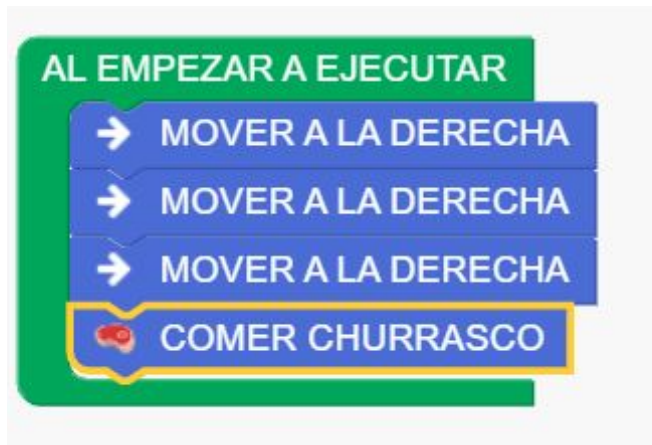 AL EMPEZAR A EJECUTAR
MOVER A LA DERECHA
MOVER A LA DERECHA
MOVER A LA DERECHA
COMER CHURRASCO